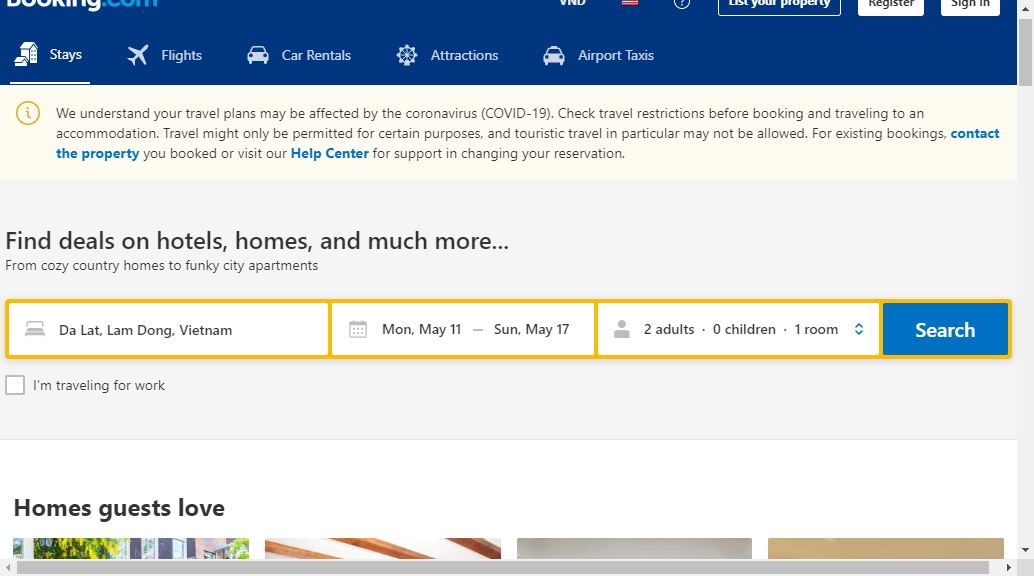 Booking.com VND List your property Register Sign in
Stays Flights Car Rentals Attractions Airport Taxis
We understand your travel plans may be affected by the coronavirus (COVID-19). Check travel restrictions before booking and traveling to an
accommodation. Travel might only be permitted for certain purposes, and touristic travel in particular may not be allowed. For existing bookings, contact
the property you booked or visit our Help Center for support in changing your reservation.
Find deals on hotels, homes, and much more...
From cozy country homes to funky city apartments
Da Lat, Lam Dong, Vietnam Mon, May 11 — Sun, May 17 2 adults · 0 children · 1 room Search
I'm traveling for work
Homes guests love